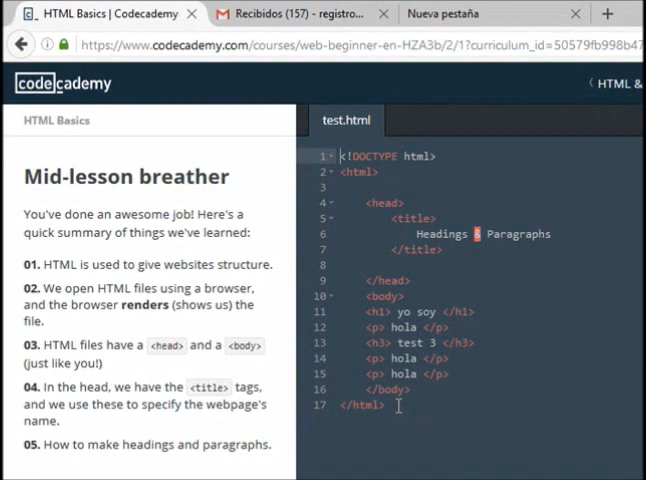 HTML Basics | Codecademy
Recibidos (157) - registro...
Nueva pestaña
https://www.codecademy.com/courses/web-beginner-en-HZA3b/2/1?curriculum_id=50579fb998b47
codecademy
HTML &
HTML Basics
test.html
Mid-lesson breather
You've done an awesome job! Here's a
quick summary of things we've learned:
01. HTML is used to give websites structure.
02. We open HTML files using a browser,
and the browser renders (shows us) the
file.
03. HTML files have a <head> and a <body>
(just like you!)
04. In the head, we have the <title> tags,
and we use these to specify the webpage's
name.
05. How to make headings and paragraphs.
1 <!DOCTYPE html>
2 <html>
3
4 <head>
5 <title>
6 Headings & Paragraphs
7 </title>
8
9 </head>
10 <body>
11 <h1> yo soy </h1>
12 <p> hola </p>
13 <h3> test 3 </h3>
14 <p> hola </p>
15 <p> hola </p>
16 </body>
17 </html>